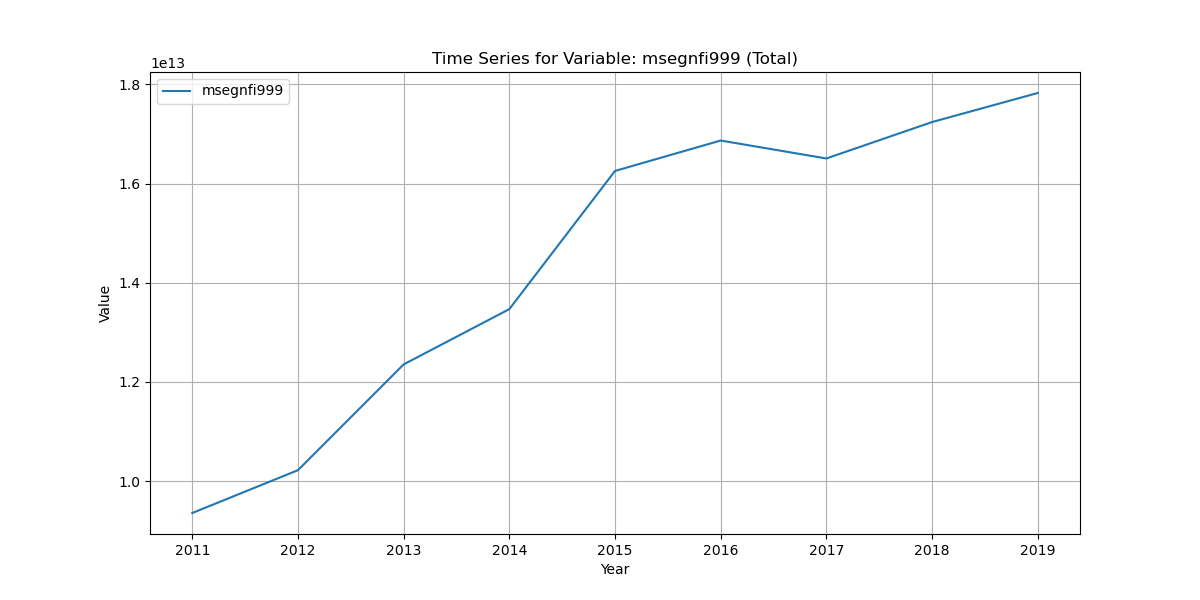 Time Series for Variable: msegnfi999 (Total)
1e13
msegnfi999
1.8
1.6
1.4
1.2
1.0
Value
2011 2012 2013 2014 2015 2016 2017 2018 2019
Year